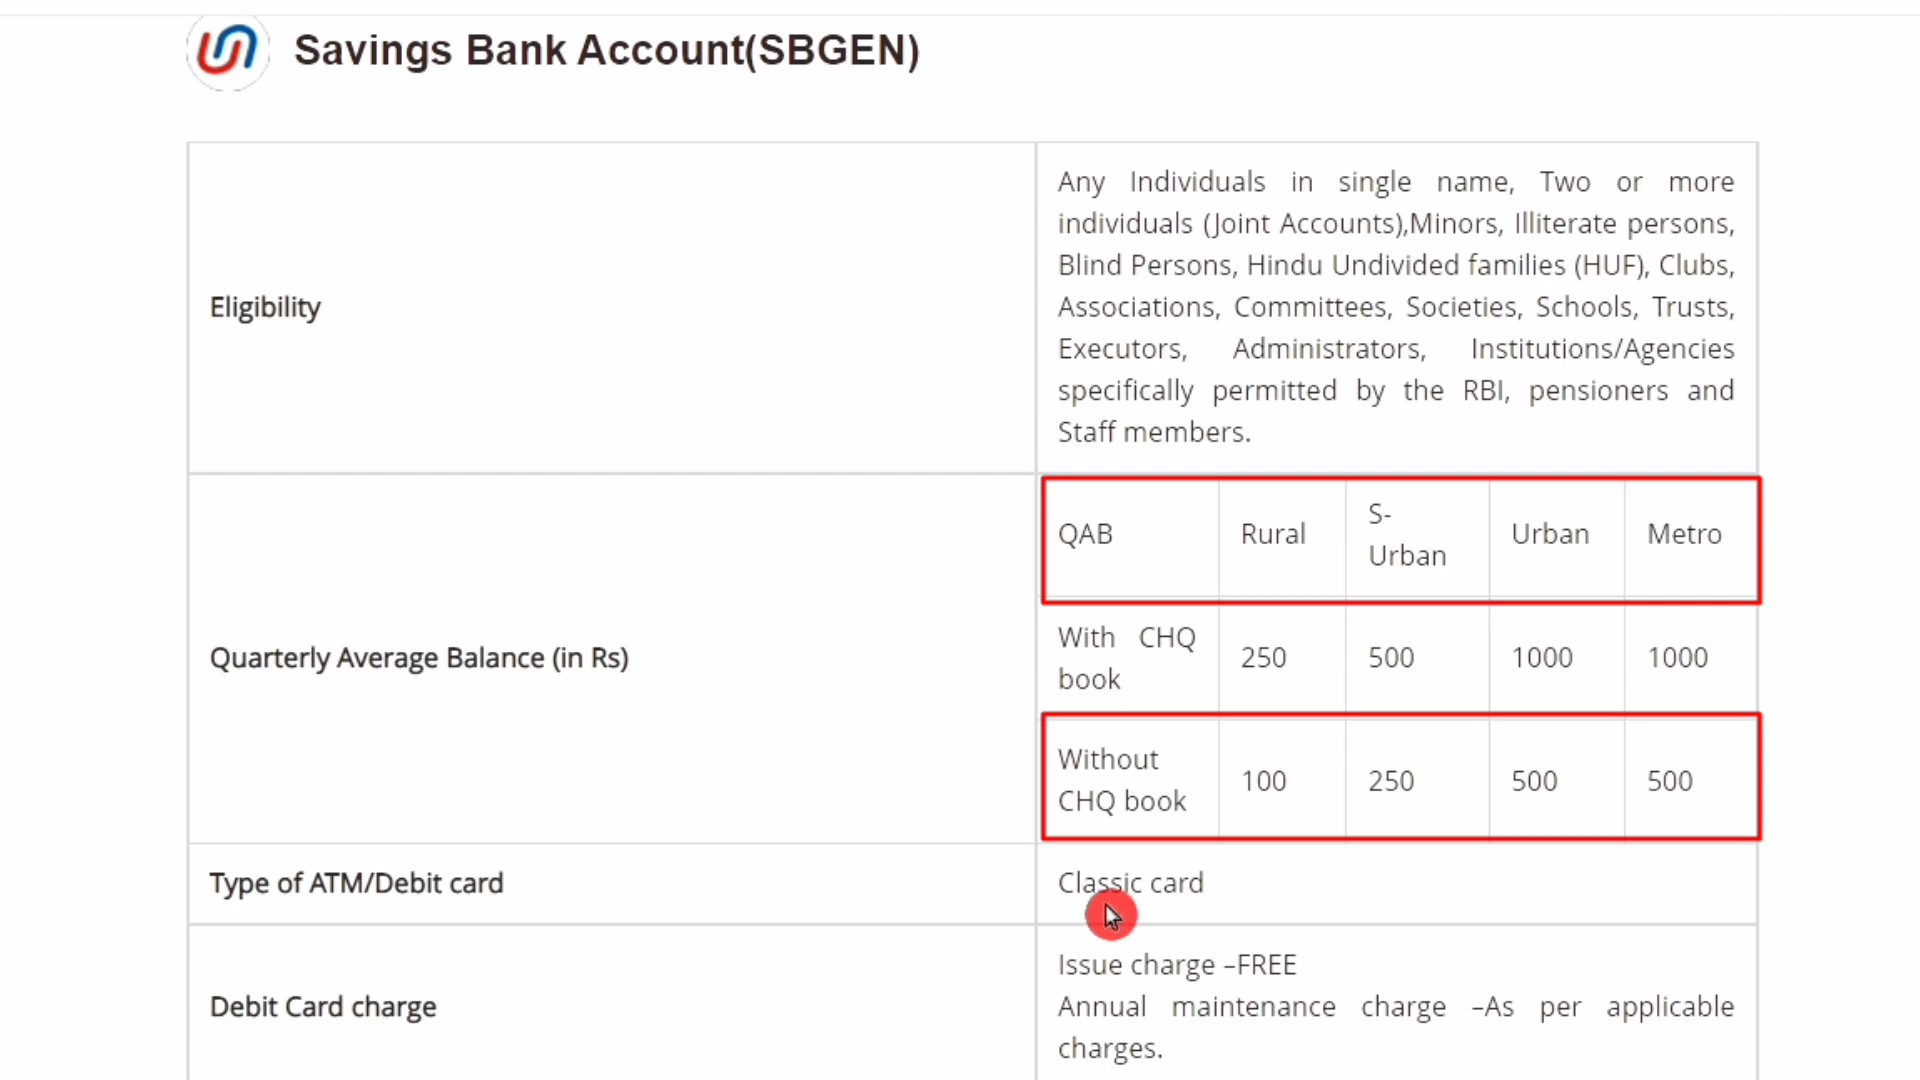 Savings Bank Account(SBGEN)
Eligibility
Any Individuals in single name, Two or more
individuals (Joint Accounts),Minors, Illiterate persons,
Blind Persons, Hindu Undivided families (HUF), Clubs,
Associations, Committees, Societies, Schools, Trusts,
Executors, Administrators, Institutions/Agencies
specifically permitted by the RBI, pensioners and
Staff members.
Quarterly Average Balance (in Rs)
QAB Rural S- Urban Metro
Urban
With CHQ 250 500 1000 1000
book
Without 100 250 500 500
CHQ book
Type of ATM/Debit card
Classic card
Debit Card charge
Issue charge –FREE
Annual maintenance charge –As per applicable
charges.